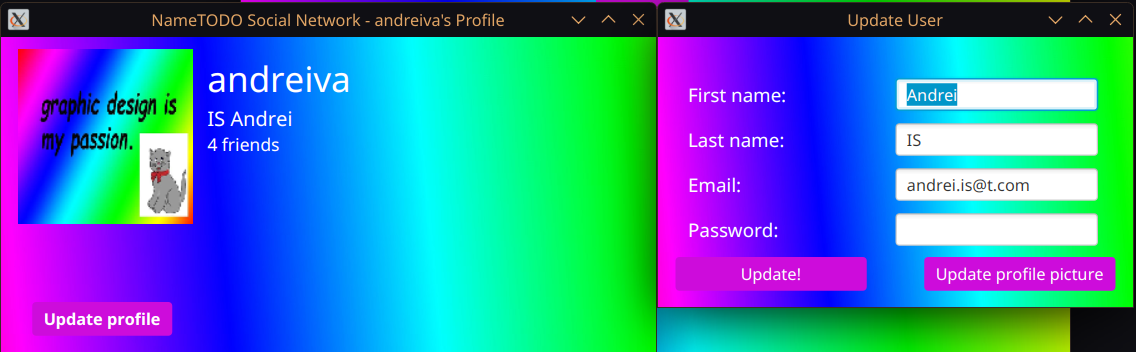 NameTODO Social Network - andreiva's Profile
graphic design is
my passion.
andreiva
IS Andrei
4 friends
Update profile
Update User
First name: Andrei
Last name: IS
Email: andrei.is@t.com
Password:
Update! Update profile picture